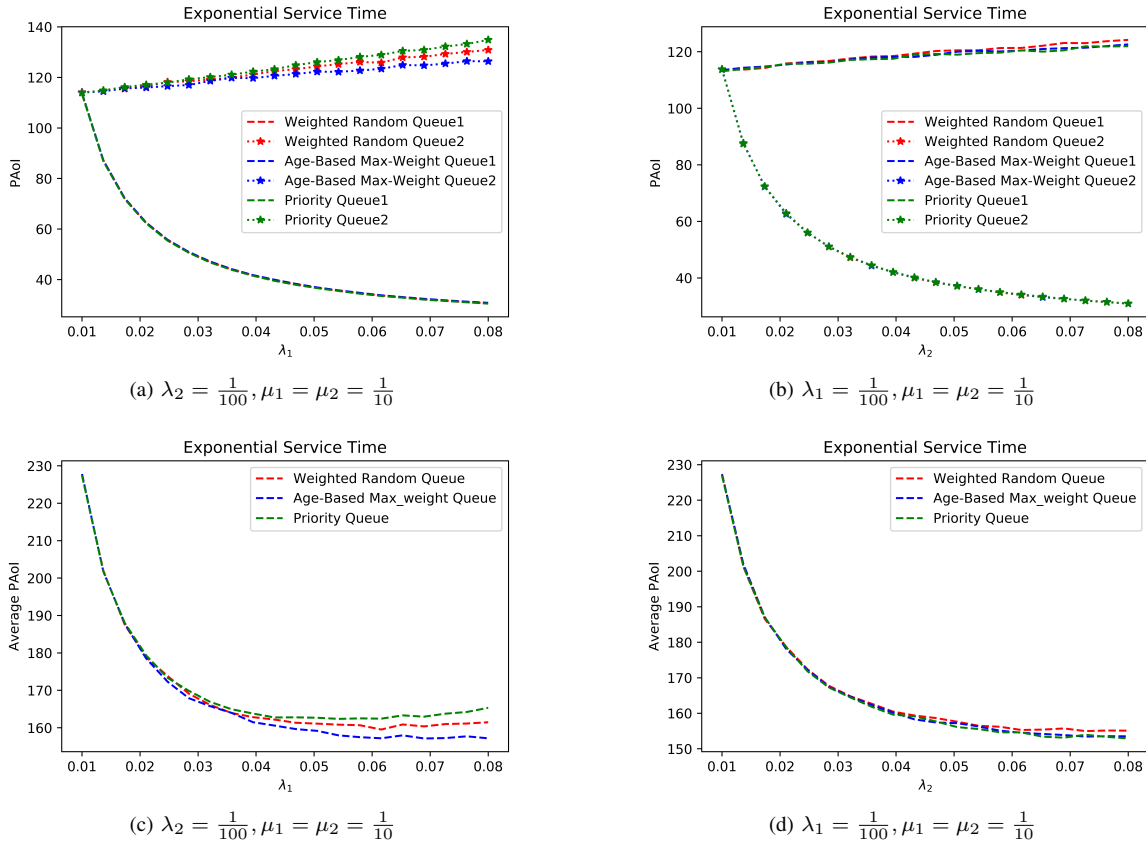 Exponential Service Time
140
120
100
80
60
40
PAoI
Weighted Random Queue1
Weighted Random Queue2
Age-Based Max-Weight Queue1
Age-Based Max-Weight Queue2
Priority Queue1
Priority Queue2
0.01 0.02 0.03 0.04 0.05 0.06 0.07 0.08
λ₁
(a) λ₂ = 1/100, μ₁ = μ₂ = 1/10
Exponential Service Time
120
100
80
60
40
PAoI
Weighted Random Queue1
Weighted Random Queue2
Age-Based Max-Weight Queue1
Age-Based Max-Weight Queue2
Priority Queue1
Priority Queue2
0.01 0.02 0.03 0.04 0.05 0.06 0.07 0.08
λ₂
(b) λ₁ = 1/100, μ₁ = μ₂ = 1/10
Exponential Service Time
230
220
210
200
190
180
170
160
Average PAoI
Weighted Random Queue
Age-Based Max_weight Queue
Priority Queue
0.01 0.02 0.03 0.04 0.05 0.06 0.07 0.08
λ₁
(c) λ₂ = 1/100, μ₁ = μ₂ = 1/10
Exponential Service Time
230
220
210
200
190
180
170
160
150
Average PAoI
Weighted Random Queue
Age-Based Max_weight Queue
Priority Queue
0.01 0.02 0.03 0.04 0.05 0.06 0.07 0.08
λ₂
(d) λ₁ = 1/100, μ₁ = μ₂ = 1/10